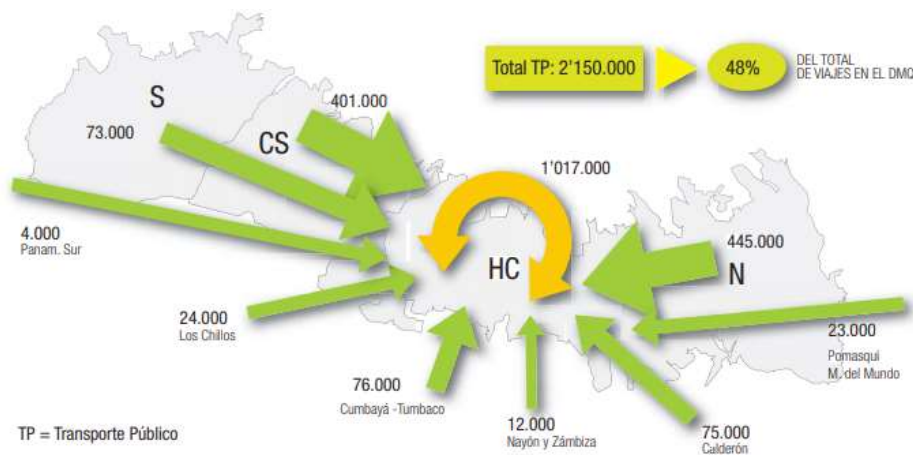 Total TP: 2'150.000
48%
DEL TOTAL
DE VIAJES EN EL DMQ
S
401.000
73.000
CS
1'017.000
4.000
Panam. Sur
HC
445.000
N
24.000
Los Chillos
23.000
Pomasqui
M. del Mundo
76.000
Cumbayá -Tumbaco
12.000
Nayón y Zámbiza
75.000
Calderón
TP = Transporte Público